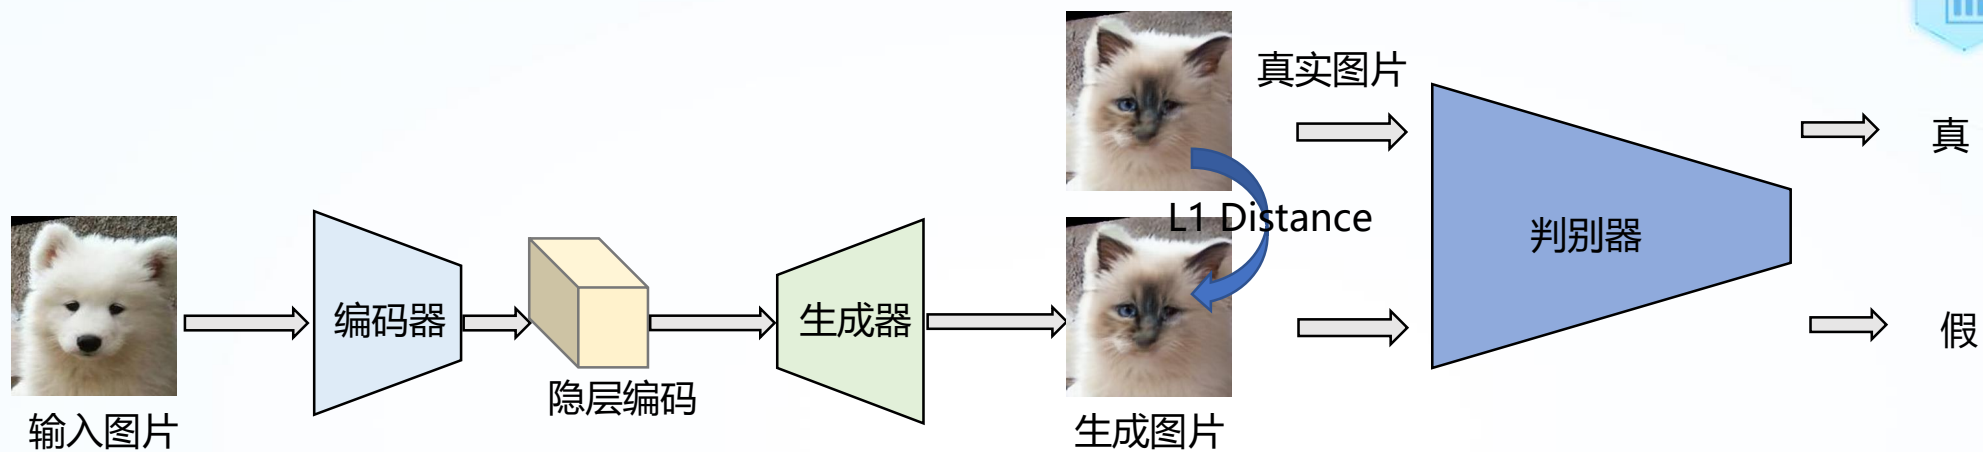 输入图片
编码器
隐层编码
生成器
生成图片
L1 Distance
真实图片
判别器
真
假